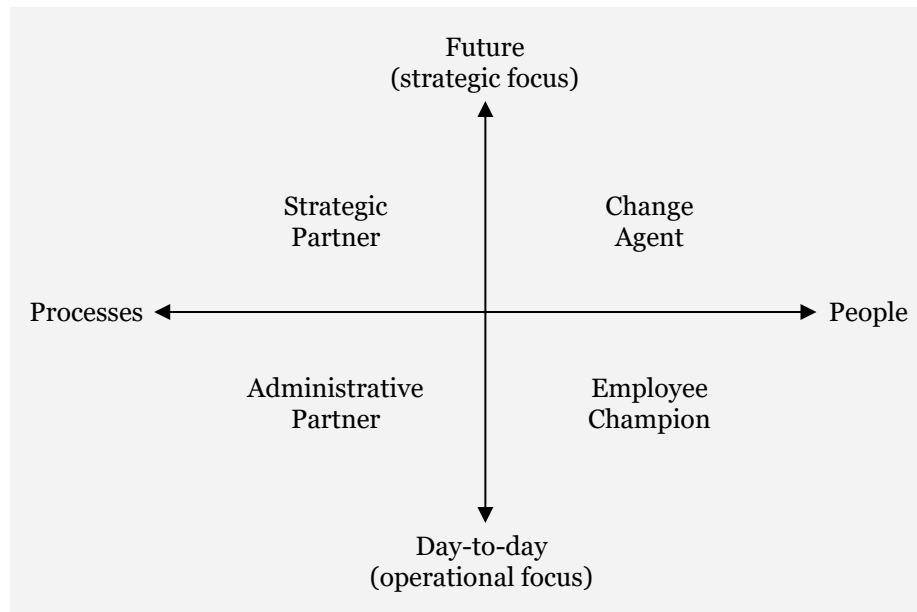 Future
(strategic focus)
Strategic
Partner
Change
Agent
Processes
People
Administrative
Partner
Employee
Champion
Day-to-day
(operational focus)